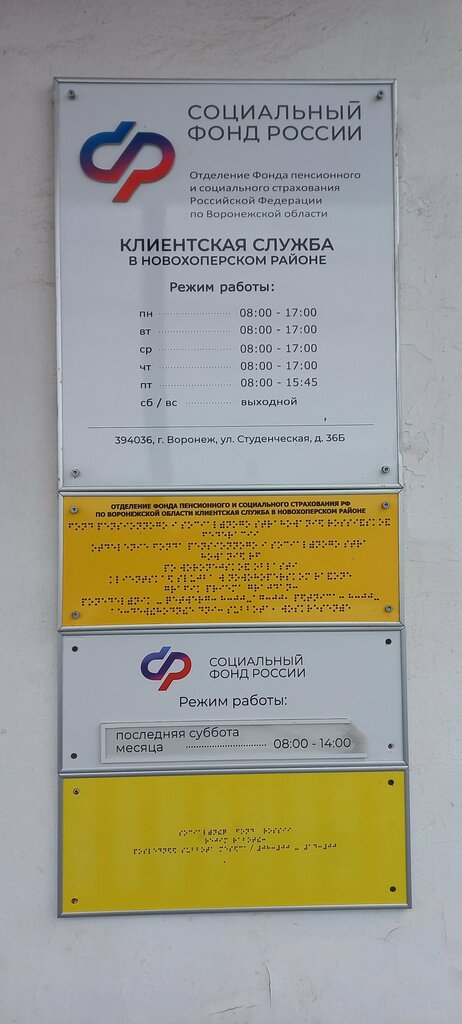 СОЦИАЛЬНЫЙ
ФОНД РОССИИ
Отделение Фонда пенсионного
и социального страхования
Российской Федерации
по Воронежской области
КЛИЕНТСКАЯ СЛУЖБА
В НОВОХОПЕРСКОМ РАЙОНЕ
Режим работы:
пн 08:00 - 17:00
вт 08:00 - 17:00
ср 08:00 - 17:00
чт 08:00 - 17:00
пт 08:00 - 15:45
сб / вс выходной
394036, г. Воронеж, ул. Студенческая, д. 36Б
ОТДЕЛЕНИЕ ФОНДА ПЕНСИОННОГО И СОЦИАЛЬНОГО СТРАХОВАНИЯ РФ
ПО ВОРОНЕЖСКОЙ ОБЛАСТИ КЛИЕНТСКАЯ СЛУЖБА В НОВОХОПЕРСКОМ РАЙОНЕ
СОЦИАЛЬНЫЙ
ФОНД РОССИИ
Режим работы:
последняя суббота
месяца 08:00 - 14:00